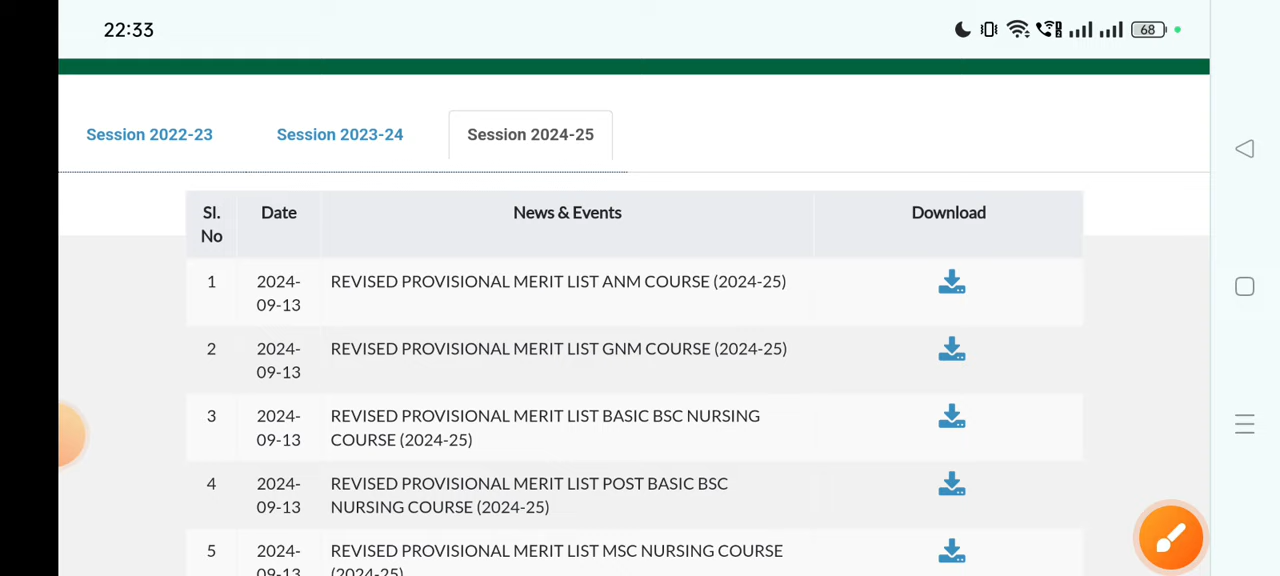 22:33
68
Session 2022-23
Session 2023-24
Session 2024-25
Sl.
No
Date
News & Events
Download
1
2024-
09-13
REVISED PROVISIONAL MERIT LIST ANM COURSE (2024-25)
2
2024-
09-13
REVISED PROVISIONAL MERIT LIST GNM COURSE (2024-25)
3
2024-
09-13
REVISED PROVISIONAL MERIT LIST BASIC BSC NURSING
COURSE (2024-25)
4
2024-
09-13
REVISED PROVISIONAL MERIT LIST POST BASIC BSC
NURSING COURSE (2024-25)
5
2024-
09-13
REVISED PROVISIONAL MERIT LIST MSC NURSING COURSE
(2024-25)